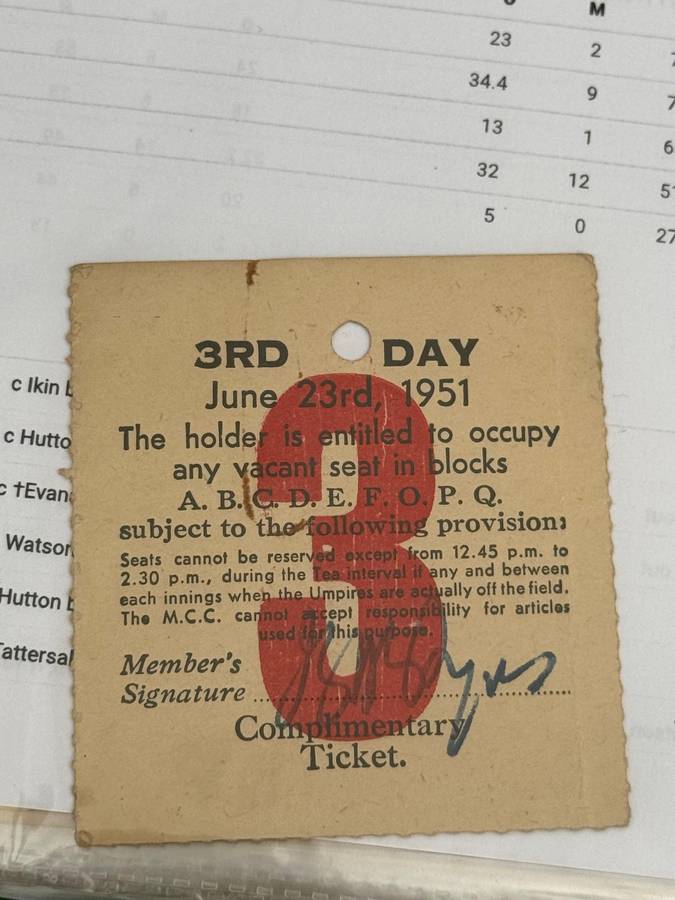 M
23 2
34.4 9
13 1
32 12
5 0 27
3RD DAY
June 23rd, 1951
The holder is entitled to occupy
any vacant seat in blocks
A. B. C. D. E. F. O. P. Q.
subject to the following provision:
Seats cannot be reserved except from 12.45 p.m. to
2.30 p.m., during the Tea interval if any and between
each innings when the Umpires are actually off the field.
The M.C.C. cannot accept responsibility for articles
used for this purpose.
Member's
Signature
Complimentary
Ticket.
3
c Ikin
c Hutto
c †Evan
Watson
Hutton
attersal